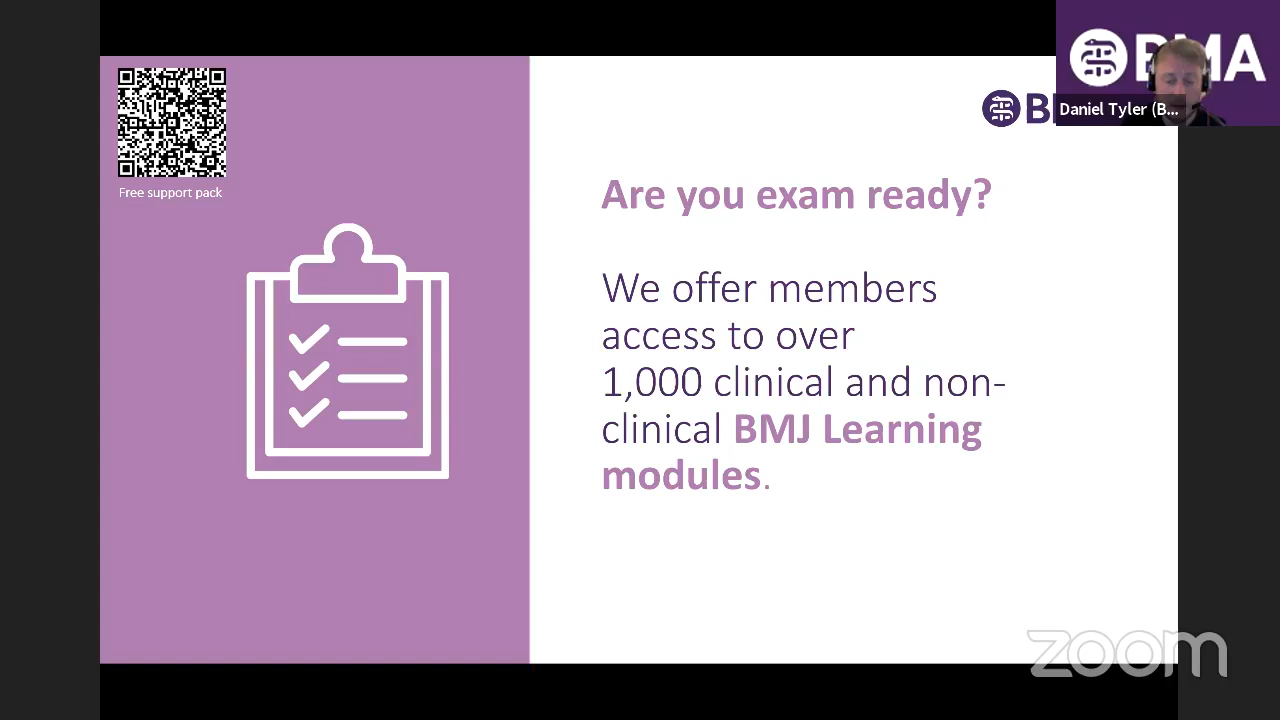 BMA
B
Daniel Tyler (B...
Free support pack
Are you exam ready?
We offer members
access to over
1,000 clinical and non-
clinical BMJ Learning
modules.
zoom